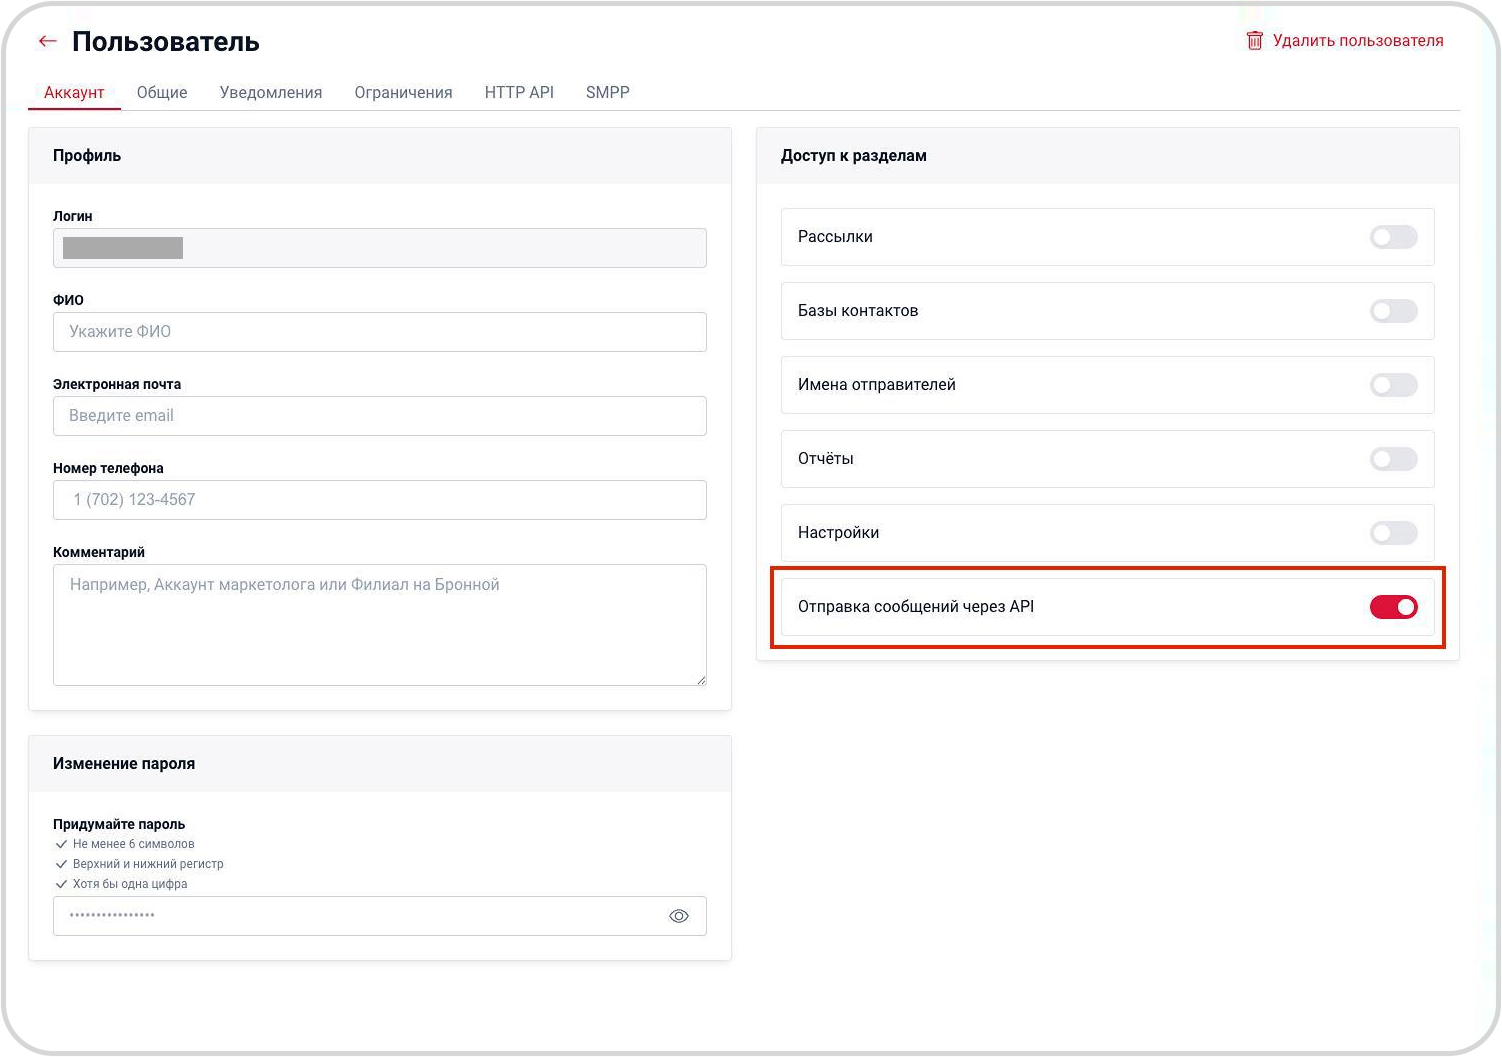 Пользователь
Удалить пользователя
Аккаунт Общие Уведомления Ограничения HTTP API SMPP
Профиль
Логин
ФИО
Укажите ФИО
Электронная почта
Введите email
Номер телефона
1 (702) 123-4567
Комментарий
Например, Аккаунт маркетолога или Филиал на Бронной
Изменение пароля
Придумайте пароль
Не менее 6 символов
Верхний и нижний регистр
Хотя бы одна цифра
••••••••••••••••
Доступ к разделам
Рассылки
Базы контактов
Имена отправителей
Отчёты
Настройки
Отправка сообщений через API